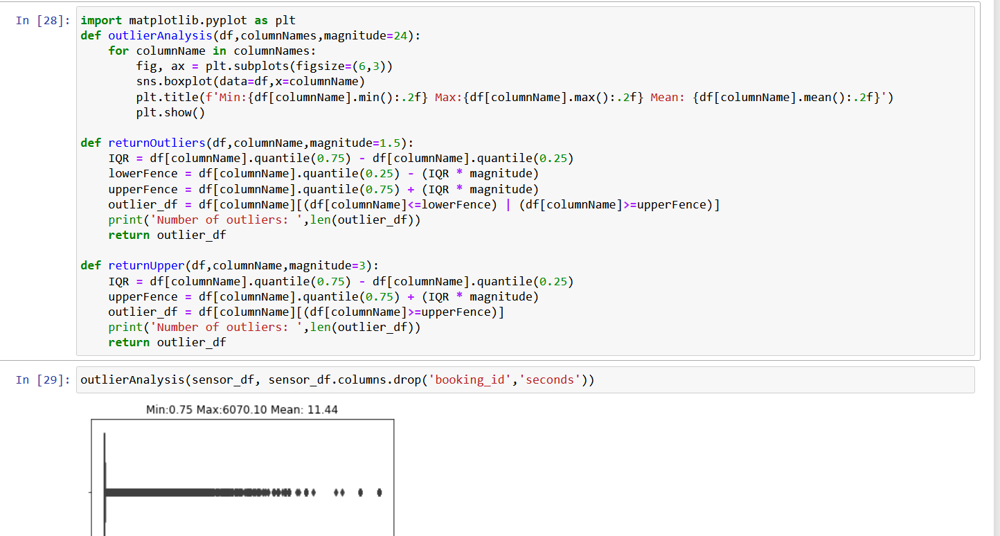 In [28]:
import matplotlib.pyplot as plt
def outlierAnalysis(df,columnNames,magnitude=24):
    for columnName in columnNames:
        fig, ax = plt.subplots(figsize=(6,3))
        sns.boxplot(data=df,x=columnName)
        plt.title(f'Min:{df[columnName].min():.2f} Max:{df[columnName].max():.2f} Mean: {df[columnName].mean():.2f}')
        plt.show()

def returnOutliers(df,columnName,magnitude=1.5):
    IQR = df[columnName].quantile(0.75) - df[columnName].quantile(0.25)
    lowerFence = df[columnName].quantile(0.25) - (IQR * magnitude)
    upperFence = df[columnName].quantile(0.75) + (IQR * magnitude)
    outlier_df = df[columnName][(df[columnName]<=lowerFence) | (df[columnName]>=upperFence)]
    print('Number of outliers: ',len(outlier_df))
    return outlier_df

def returnUpper(df,columnName,magnitude=3):
    IQR = df[columnName].quantile(0.75) - df[columnName].quantile(0.25)
    upperFence = df[columnName].quantile(0.75) + (IQR * magnitude)
    outlier_df = df[columnName][(df[columnName]>=upperFence)]
    print('Number of outliers: ',len(outlier_df))
    return outlier_df
In [29]:
outlierAnalysis(sensor_df, sensor_df.columns.drop('booking_id','seconds'))
Min:0.75 Max:6070.10 Mean: 11.44